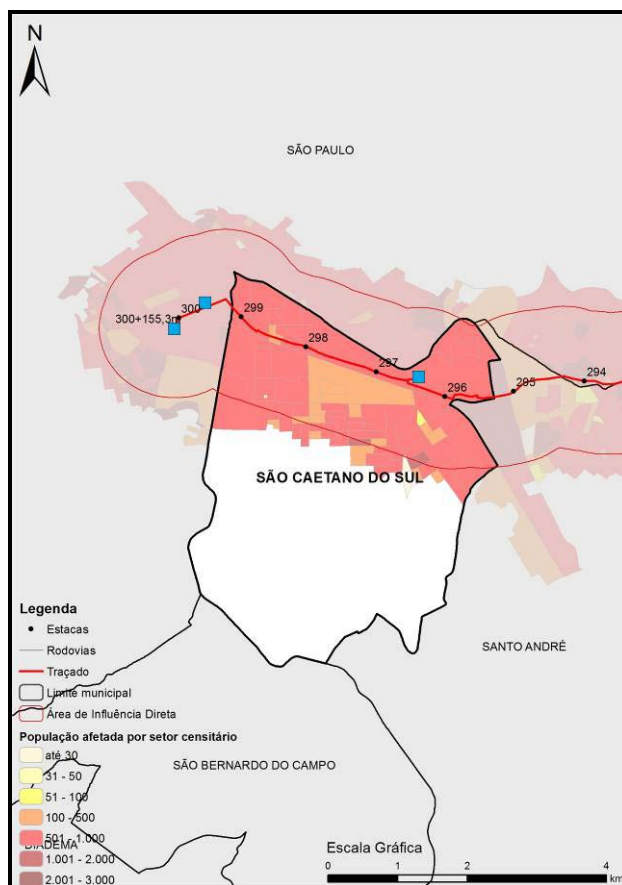 N
SÃO PAULO
300+155,3m
300
299
298
297
296
295
294
SÃO CAETANO DO SUL
SANTO ANDRÉ
SÃO BERNARDO DO CAMPO
DIADEMA
Legenda
Estacas
Rodovias
Traçado
Limite municipal
Área de Influência Direta
População afetada por setor censitário
até 30
31 - 50
51 - 100
100 - 500
501 - 1.000
1.001 - 2.000
2.001 - 3.000
Escala Gráfica
0 1 2 4
km